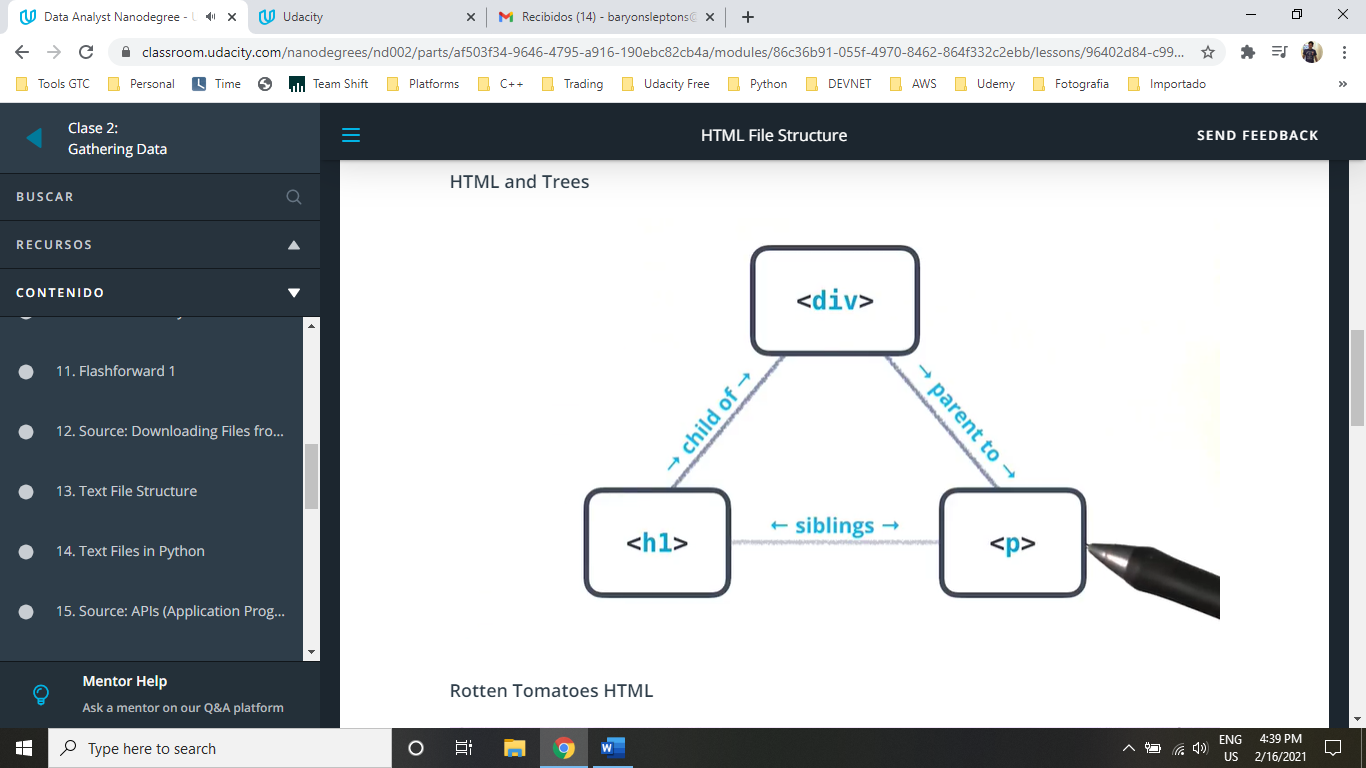 Data Analyst Nanodegree -
Udacity
Recibidos (14) - baryonsleptons@
classroom.udacity.com/nanodegrees/nd002/parts/af503f34-9646-4795-a916-190ebc82cb4a/modules/86c36b91-055f-4970-8462-864f332c2ebb/lessons/96402d84-c99...
Tools GTC
Personal
Time
Team Shift
Platforms
C++
Trading
Udacity Free
Python
DEVNET
AWS
Udemy
Fotografia
Importado
»
Clase 2:
Gathering Data
HTML File Structure
SEND FEEDBACK
BUSCAR
RECURSOS
CONTENIDO
11. Flashforward 1
12. Source: Downloading Files fro...
13. Text File Structure
14. Text Files in Python
15. Source: APIs (Application Prog...
Mentor Help
Ask a mentor on our Q&A platform
HTML and Trees
<div>
→ child of →
→ parent to →
<h1>
← siblings →
<p>
Rotten Tomatoes HTML
Type here to search
ENG
US
4:39 PM
2/16/2021